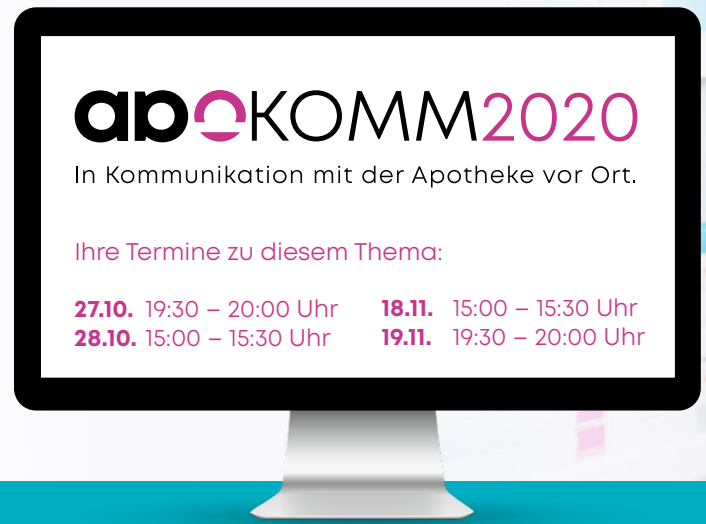 apoKOMM2020
In Kommunikation mit der Apotheke vor Ort.
Ihre Termine zu diesem Thema:
27.10. 19:30 – 20:00 Uhr
28.10. 15:00 – 15:30 Uhr
18.11. 15:00 – 15:30 Uhr
19.11. 19:30 – 20:00 Uhr